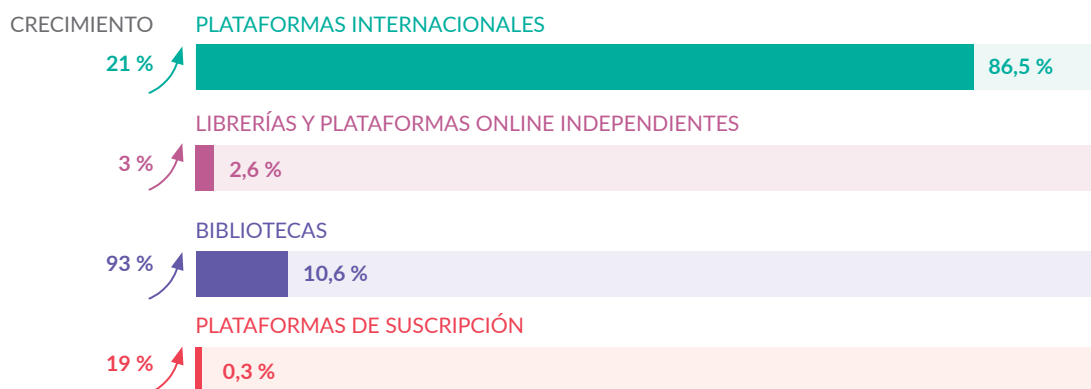 CRECIMIENTO PLATAFORMAS INTERNACIONALES
21 % 86,5 %
LIBRERÍAS Y PLATAFORMAS ONLINE INDEPENDIENTES
3 % 2,6 %
BIBLIOTECAS
93 % 10,6 %
PLATAFORMAS DE SUSCRIPCIÓN
19 % 0,3 %